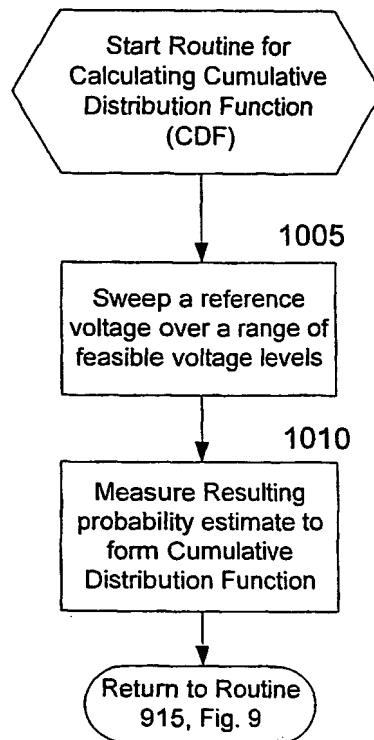 Start Routine for
Calculating Cumulative
Distribution Function
(CDF)
1005
Sweep a reference
voltage over a range of
feasible voltage levels
1010
Measure Resulting
probability estimate to
form Cumulative
Distribution Function
Return to Routine
915, Fig. 9